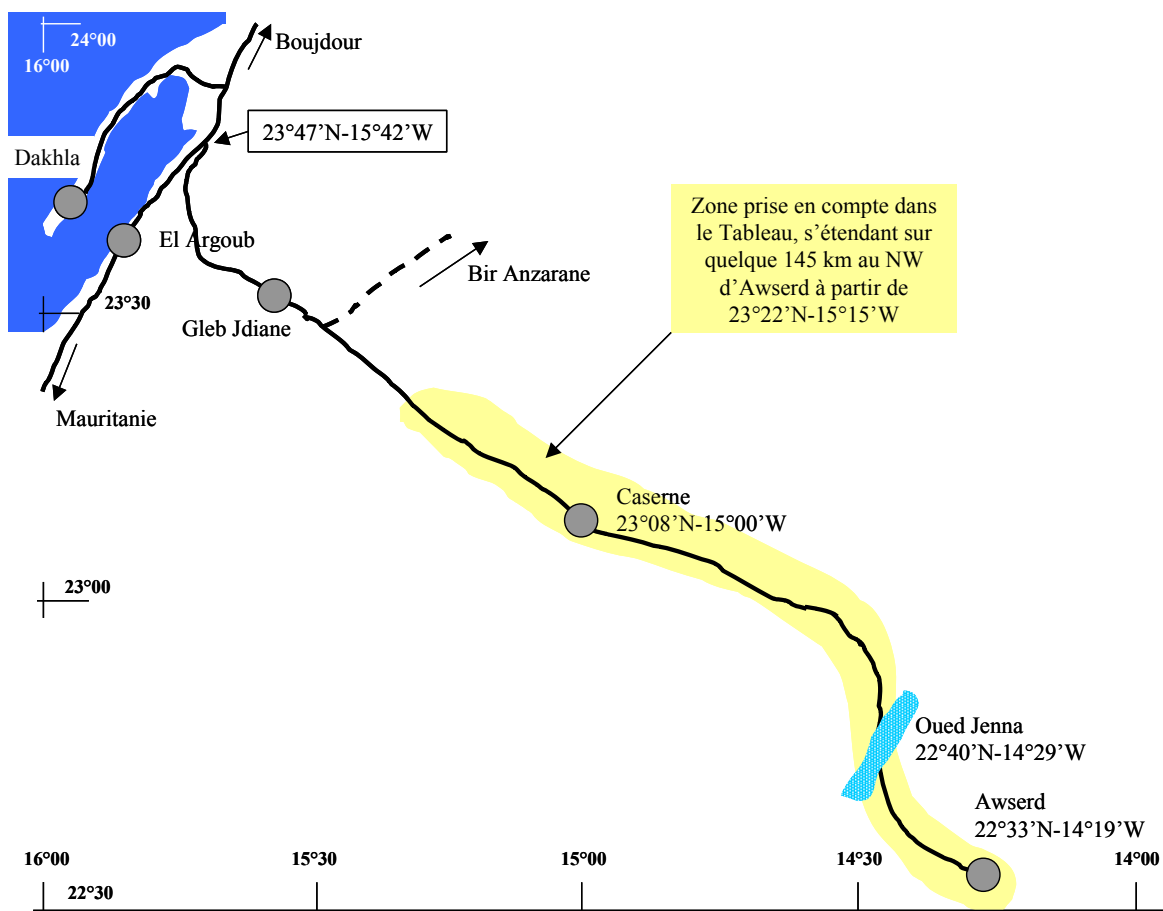 24°00
16°00
Boujdour
23°47’N-15°42’W
Dakhla
El Argoub
Zone prise en compte dans
le Tableau, s’étendant sur
quelque 145 km au NW
d’Awserd à partir de
23°22’N-15°15’W
Bir Anzarane
23°30
Gleb Jdiane
Mauritanie
Caserne
23°08’N-15°00’W
23°00
Oued Jenna
22°40’N-14°29’W
Awserd
22°33’N-14°19’W
16°00
15°30
15°00
14°30
14°00
22°30